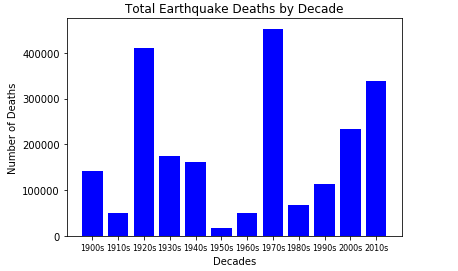 Total Earthquake Deaths by Decade
Number of Deaths
400000
300000
200000
100000
0
1900s 1910s 1920s 1930s 1940s 1950s 1960s 1970s 1980s 1990s 2000s 2010s
Decades